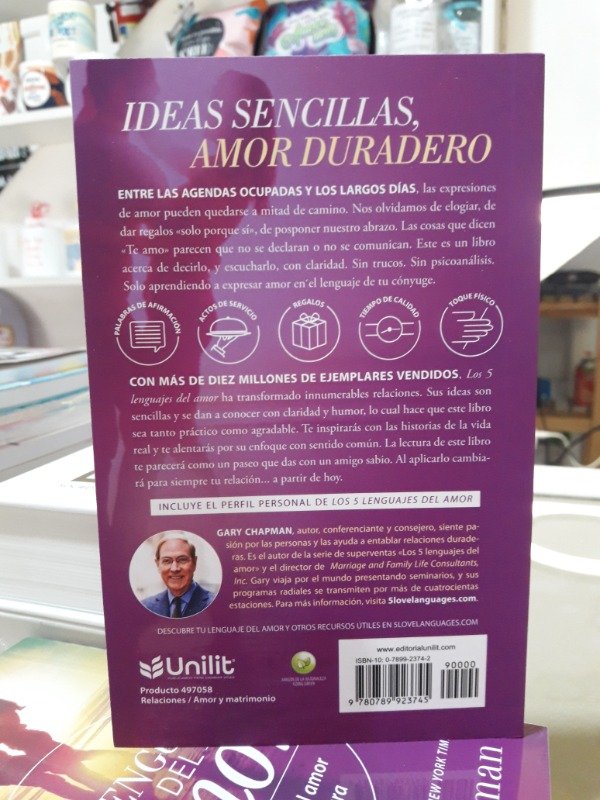 IDEAS SENCILLAS,
AMOR DURADERO
ENTRE LAS AGENDAS OCUPADAS Y LOS LARGOS DÍAS, las expresiones
de amor pueden quedarse a mitad de camino. Nos olvidamos de elogiar, de
dar regalos «solo porque sí», de posponer nuestro abrazo. Las cosas que dicen
«Te amo» parecen que no se declaran o no se comunican. Este es un libro
acerca de decirlo, y escucharlo, con claridad. Sin trucos. Sin psicoanálisis.
Solo aprendiendo a expresar amor en el lenguaje de tu cónyuge.
PALABRAS DE AFIRMACIÓN
ACTOS DE SERVICIO
REGALOS
TIEMPO DE CALIDAD
TOQUE FÍSICO
CON MÁS DE DIEZ MILLONES DE EJEMPLARES VENDIDOS, Los 5
lenguajes del amor ha transformado innumerables relaciones. Sus ideas son
sencillas y se dan a conocer con claridad y humor, lo cual hace que este libro
sea tanto práctico como agradable. Te inspirarás con las historias de la vida
real y te alentarás por su enfoque con sentido común. La lectura de este libro
te parecerá como un paseo que das con un amigo sabio. Al aplicarlo cambia-
rá para siempre tu relación... a partir de hoy.
INCLUYE EL PERFIL PERSONAL DE LOS 5 LENGUAJES DEL AMOR
GARY CHAPMAN, autor, conferenciante y consejero, siente pa-
sión por las personas y las ayuda a entablar relaciones durade-
ras. Es el autor de la serie de superventas «Los 5 lenguajes del
amor» y el director de Marriage and Family Life Consultants,
Inc. Gary viaja por el mundo presentando seminarios, y sus
programas radiales se transmiten por más de cuatrocientas
estaciones. Para más información, visita 5lovelanguages.com.
DESCUBRE TU LENGUAJE DEL AMOR Y OTROS RECURSOS ÚTILES EN 5LOVELANGUAGES.COM
Unilit
Producto 497058
Relaciones / Amor y matrimonio
www.editorialunilit.com
ISBN-10: 0-7899-2374-2
90000
9 780789 923745
DEL
del amor
NEW YORK TIM
man